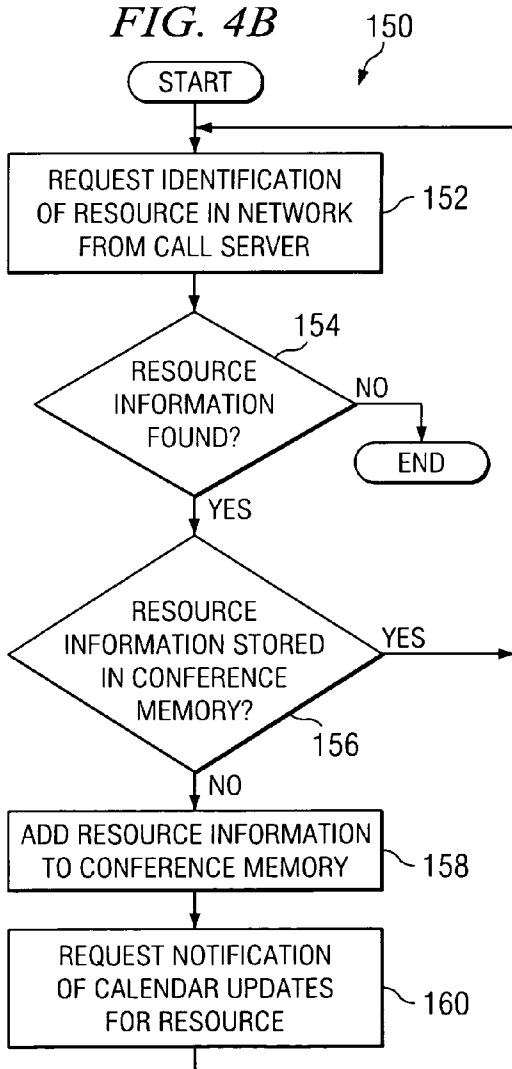 FIG. 4B
150
START
REQUEST IDENTIFICATION
OF RESOURCE IN NETWORK
FROM CALL SERVER
152
154
RESOURCE
INFORMATION
FOUND?
NO
END
YES
RESOURCE
INFORMATION STORED
IN CONFERENCE
MEMORY?
YES
156
NO
ADD RESOURCE INFORMATION
TO CONFERENCE MEMORY
158
REQUEST NOTIFICATION
OF CALENDAR UPDATES
FOR RESOURCE
160